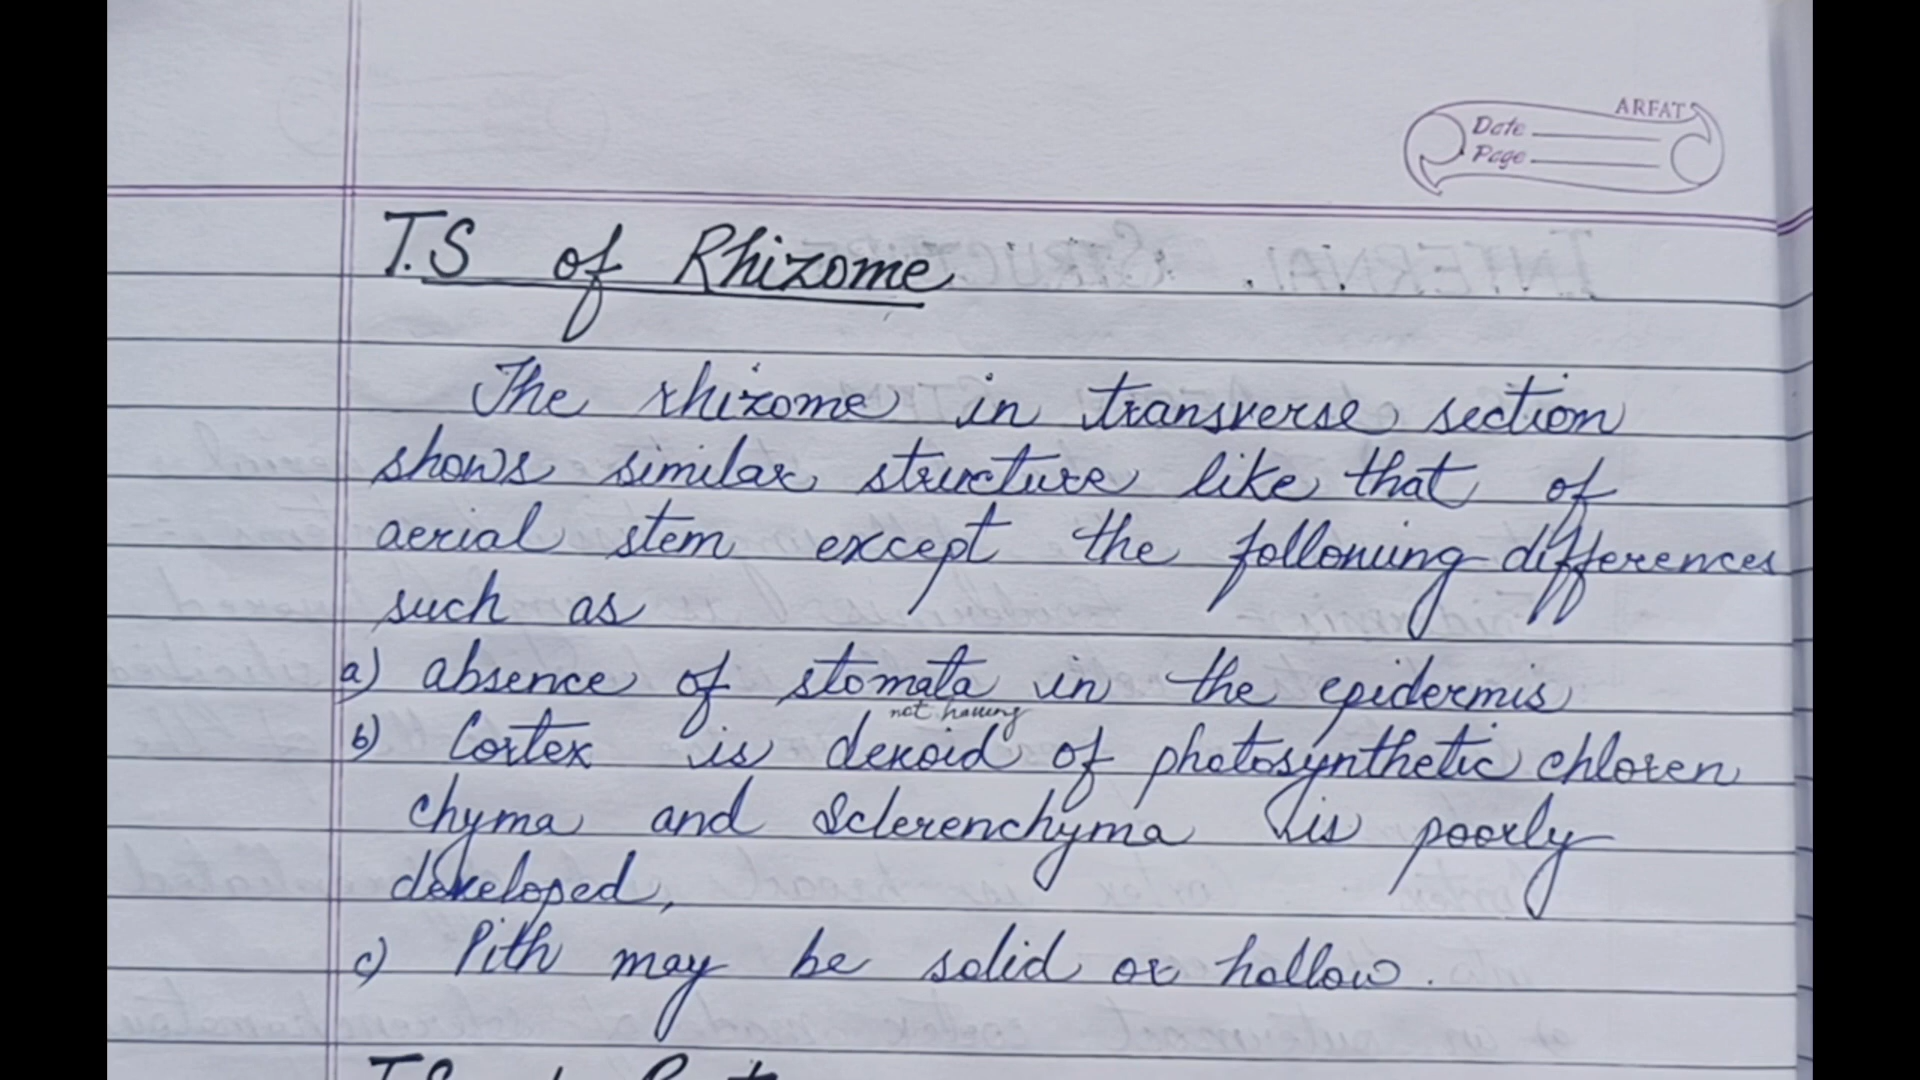 ARFAT
Date
Page
T.S of Rhizome
The rhizome in transverse section
shows similar structure like that of
aerial stem except the following differences
such as
a) absence of stomata in the epidermis
not having
b) Cortex is devoid of photosynthetic chloren
chyma and Sclerenchyma is poorly
developed,
c) Pith may be solid or hollow.
T.S